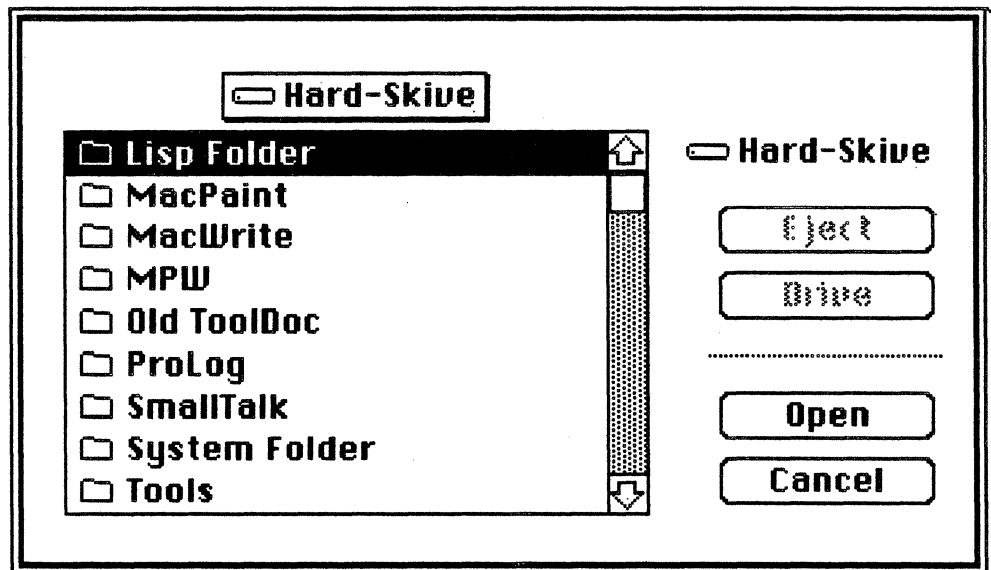 Hard-Skive
Lisp Folder
MacPaint
MacWrite
MPW
Old ToolDoc
ProLog
SmallTalk
System Folder
Tools
Hard-Skive
Eject
Drive
Open
Cancel